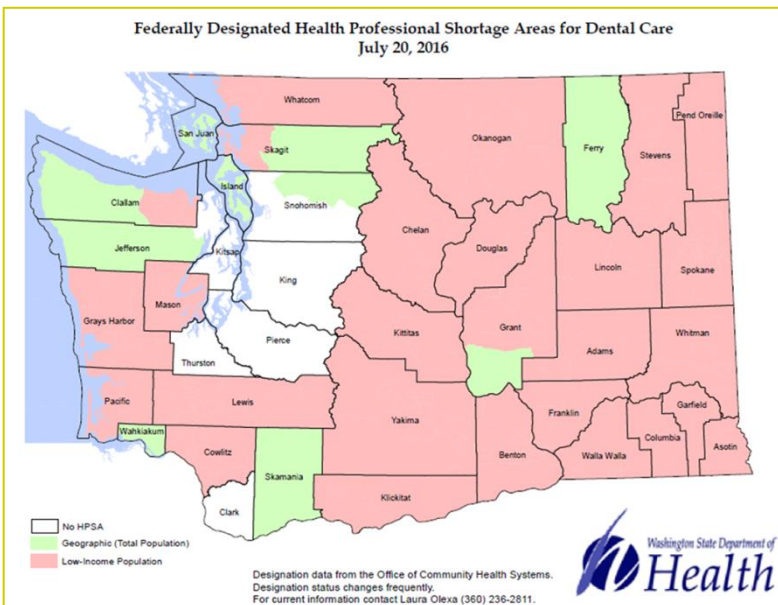 Federally Designated Health Professional Shortage Areas for Dental Care
July 20, 2016
Whatcom
Pend Oreille
San Juan
Skagit
Okanogan
Ferry
Stevens
Island
Clallam
Snohomish
Chelan
Douglas
Jefferson
Kitsap
Lincoln
Spokane
King
Mason
Grays Harbor
Kittitas
Grant
Pierce
Adams
Whitman
Thurston
Pacific
Lewis
Yakima
Franklin
Garfield
Wahkiakum
Cowlitz
Benton
Walla Walla
Columbia
Asotin
Skamania
Klickitat
Clark
No HPSA
Geographic (Total Population)
Low-Income Population
Designation data from the Office of Community Health Systems.
Designation status changes frequently.
For current information contact Laura Olexa (360) 236-2811.
Washington State Department of
Health